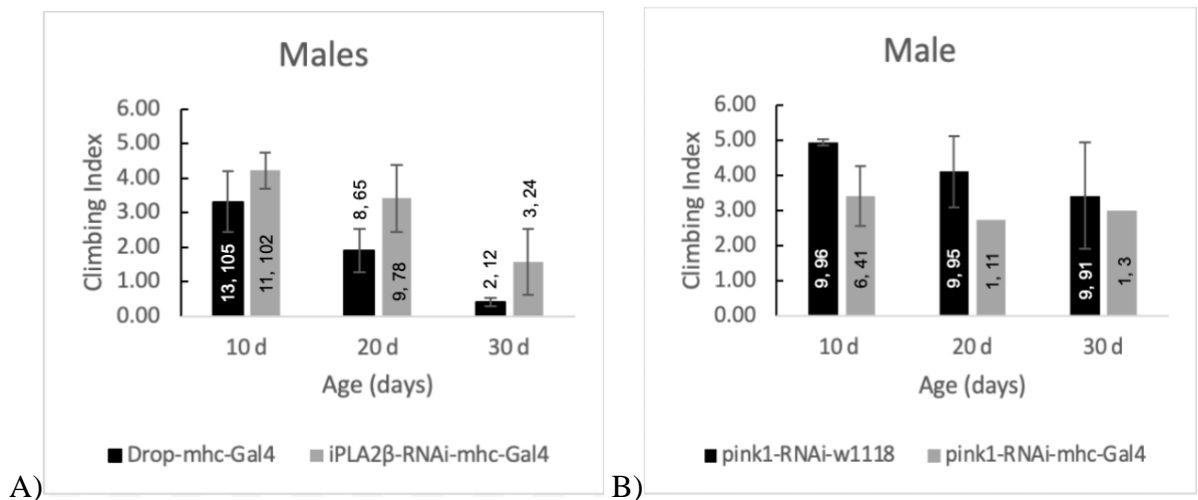 Males
Climbing Index
6.00
5.00
4.00
3.00
2.00
1.00
0.00
13, 105
11, 102
8, 65
9, 78
2, 12
3, 24
10 d 20 d 30 d
Age (days)
Drop-mhc-Gal4 iPLA2β-RNAi-mhc-Gal4
A)
Male
Climbing Index
6.00
5.00
4.00
3.00
2.00
1.00
0.00
9, 96
6, 41
9, 95
1, 11
9, 91
1, 3
10 d 20 d 30 d
Age (days)
pink1-RNAi-w1118 pink1-RNAi-mhc-Gal4
B)